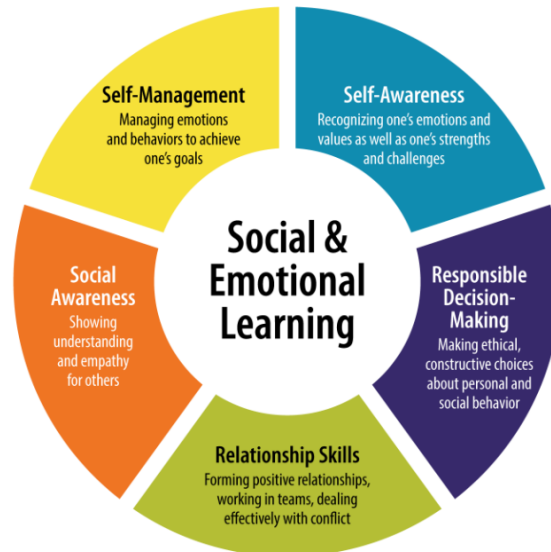 Self-Management
Managing emotions
and behaviors to achieve
one's goals
Self-Awareness
Recognizing one's emotions and
values as well as one's strengths
and challenges
Social &
Emotional
Learning
Social
Awareness
Showing
understanding
and empathy
for others
Responsible
Decision-
Making
Making ethical,
constructive choices
about personal and
social behavior
Relationship Skills
Forming positive relationships,
working in teams, dealing
effectively with conflict